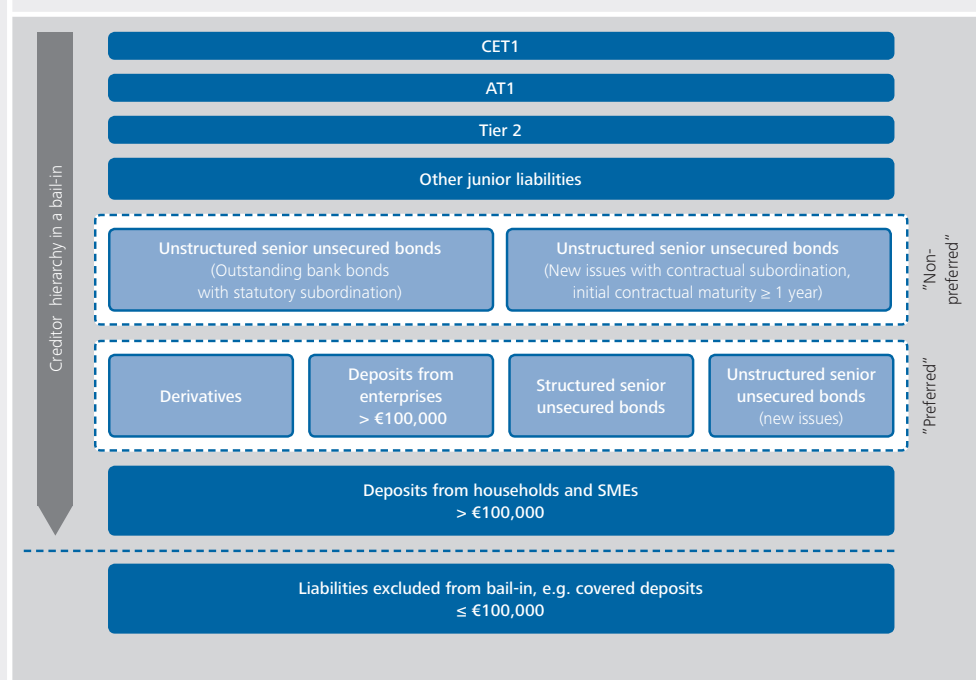 Creditor hierarchy in a bail-in
CET1
AT1
Tier 2
Other junior liabilities
Unstructured senior unsecured bonds
(Outstanding bank bonds
with statutory subordination)
Unstructured senior unsecured bonds
(New issues with contractual subordination,
initial contractual maturity ≥ 1 year)
"Non-
preferred"
Derivatives
Deposits from
enterprises
> €100,000
Structured senior
unsecured bonds
Unstructured senior
unsecured bonds
(new issues)
"Preferred"
Deposits from households and SMEs
> €100,000
Liabilities excluded from bail-in, e.g. covered deposits
≤ €100,000